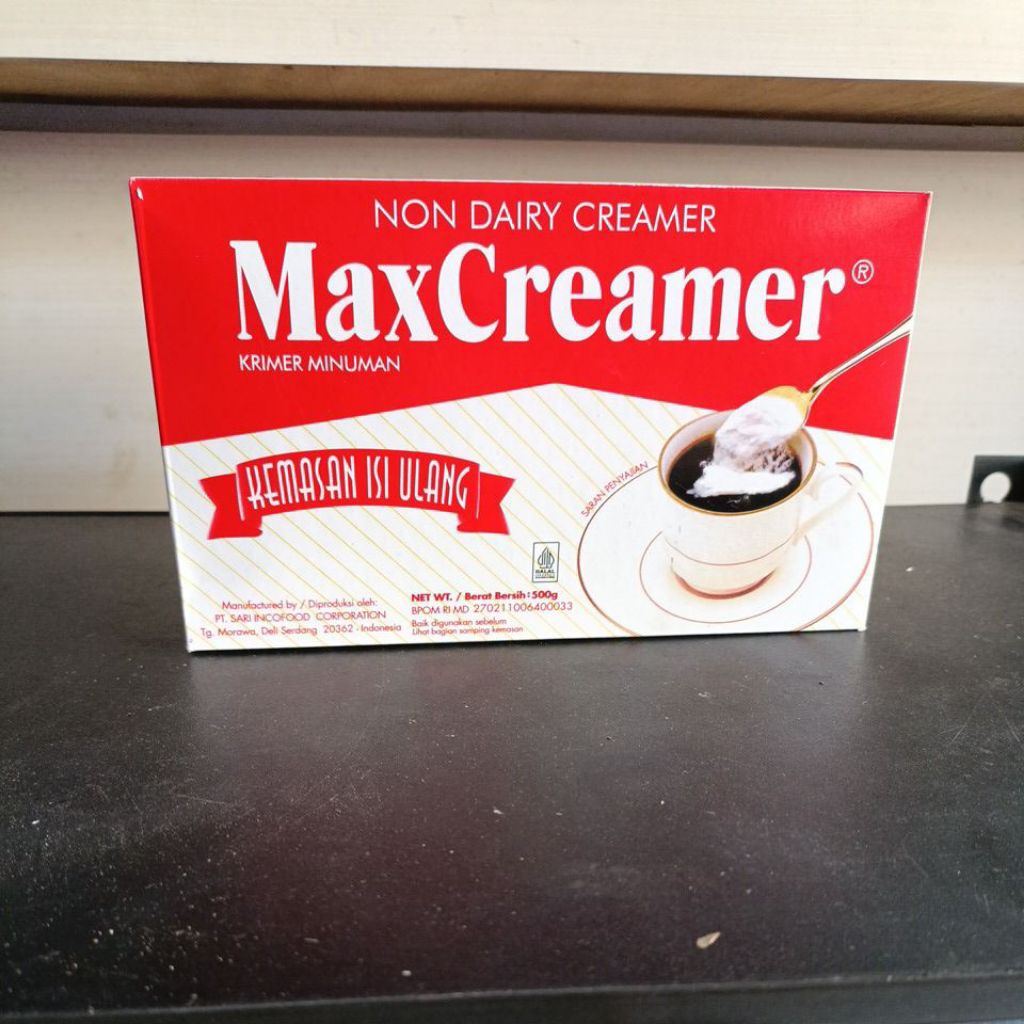 NON DAIRY CREAMER
MaxCreamer®
KRIMER MINUMAN
KEMASAN ISI ULANG
SARAN PENYAJIAN
HALAL
Manufactured by / Diproduksi oleh:
PT. SARI INCOFOOD CORPORATION
Tg. Morawa, Deli Serdang 20362 - Indonesia
NET WT. / Berat Bersih : 500g
BPOM RI MD 270211006400033
Baik digunakan sebelum
Lihat bagian samping kemasan